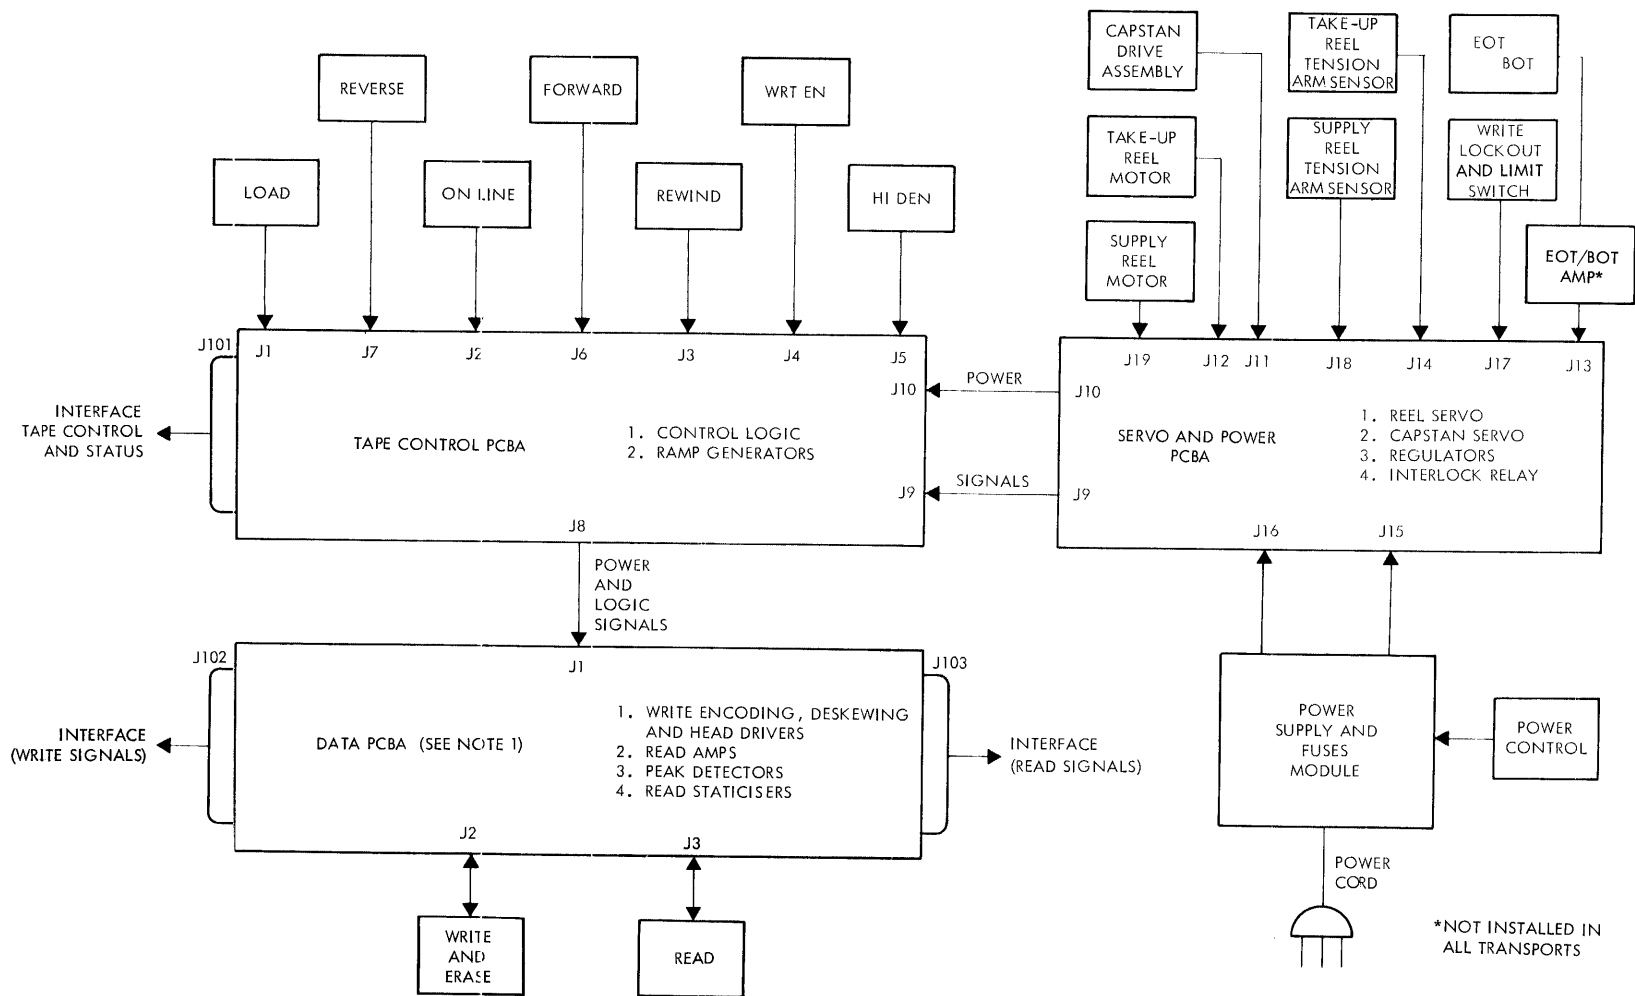 REVERSE
FORWARD
WRT EN
LOAD
ON LINE
REWIND
HI DEN
CAPSTAN
DRIVE
ASSEMBLY
TAKE-UP
REEL
TENSION
ARM SENSOR
EOT
BOT
TAKE-UP
REEL
MOTOR
SUPPLY
REEL
TENSION
ARM SENSOR
WRITE
LOCKOUT
AND LIMIT
SWITCH
SUPPLY
REEL
MOTOR
EOT/BOT
AMP*
J101
J1
J7
J2
J6
J3
J4
J5
J10
J9
J8
INTERFACE
TAPE CONTROL
AND STATUS
TAPE CONTROL PCBA
1. CONTROL LOGIC
2. RAMP GENERATORS
POWER
SIGNALS
J19
J12
J11
J18
J14
J17
J13
J10
J9
SERVO AND POWER
PCBA
1. REEL SERVO
2. CAPSTAN SERVO
3. REGULATORS
4. INTERLOCK RELAY
J16
J15
POWER
AND
LOGIC
SIGNALS
J102
J1
J103
INTERFACE
(WRITE SIGNALS)
DATA PCBA (SEE NOTE 1)
1. WRITE ENCODING, DESKEWING
AND HEAD DRIVERS
2. READ AMPS
3. PEAK DETECTORS
4. READ STATICISERS
INTERFACE
(READ SIGNALS)
J2
J3
WRITE
AND
ERASE
READ
POWER
SUPPLY AND
FUSES
MODULE
POWER
CONTROL
POWER
CORD
*NOT INSTALLED IN
ALL TRANSPORTS